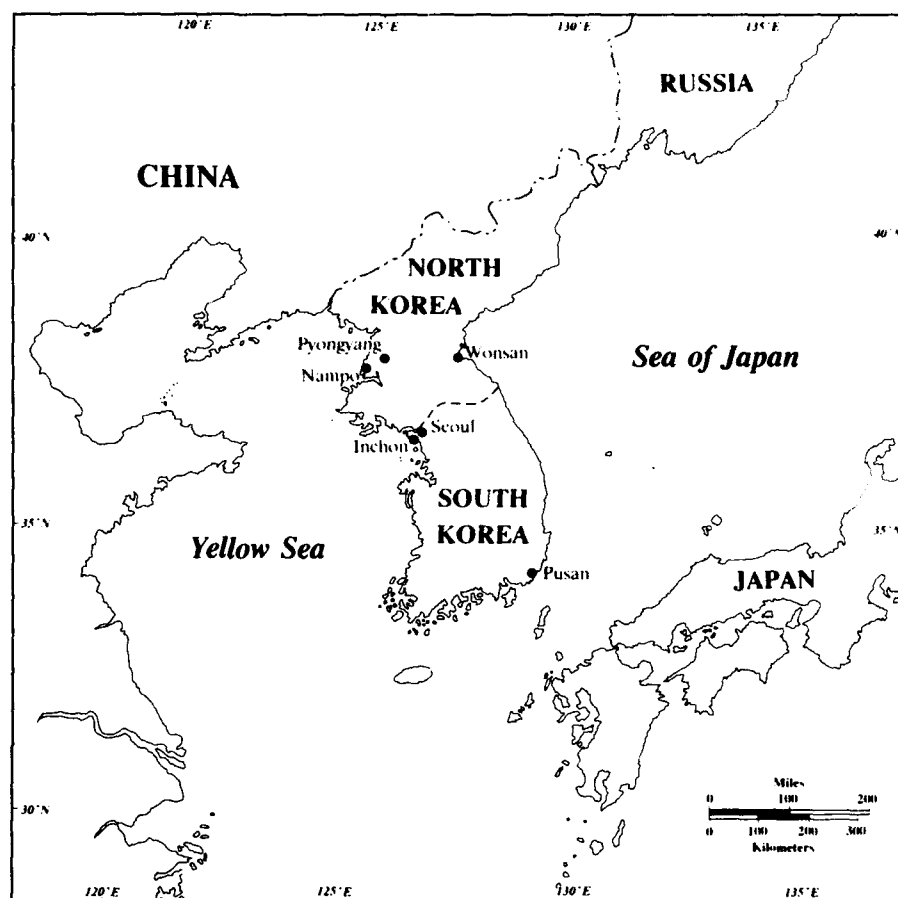 120°E 125°E 130°E 135°E
RUSSIA
CHINA
40°N 40°N
NORTH
KOREA
Pyongyang
Wonsan
Sea of Japan
Nampo
Seoul
Inchon
SOUTH
KOREA
35°N 35°N
Yellow Sea
Pusan
JAPAN
Miles
0 100 200
30°N
0 100 200 300
Kilometers
120°E 125°E 130°E 135°E